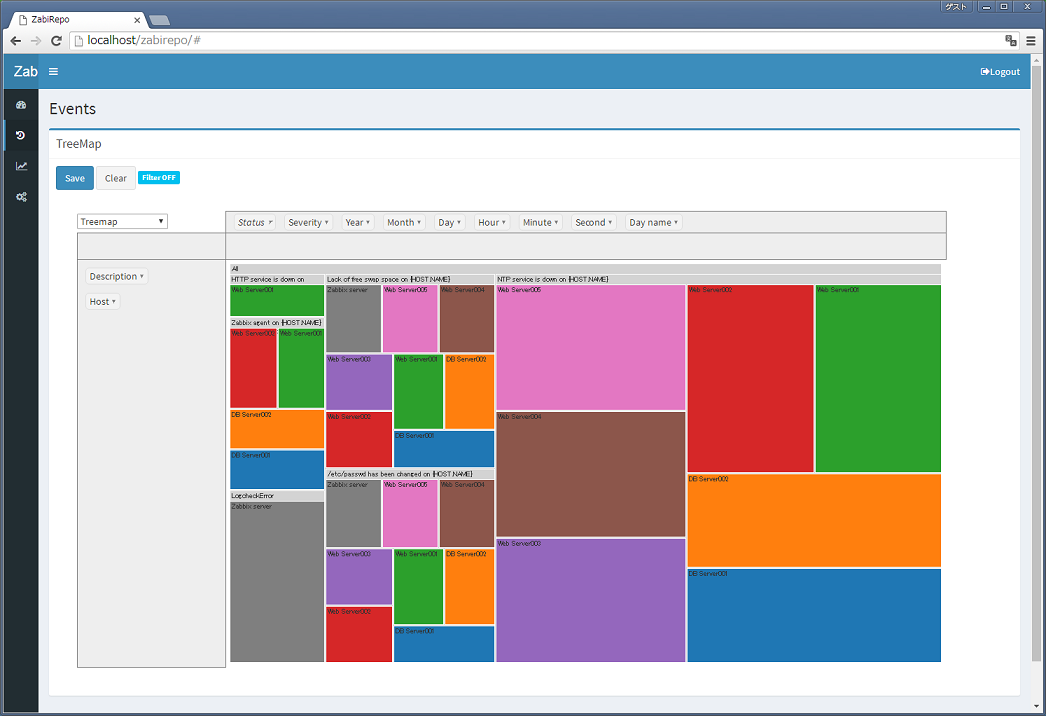 ゲスト
ZabiRepo
localhost/zabirepo/#
Zab
Logout
Events
TreeMap
Save Clear Filter OFF
Treemap Status Severity Year Month Day Hour Minute Second Day name
Description
Host
All
HTTP service is down on Lack of free swap space on {HOST.NAME} NTP service is down on {HOST.NAME}
Web Server001 Zabbix server Web Server005 Web Server004 Web Server005 Web Server002 Web Server001
Zabbix agent on {HOST.NAME}
Web Server002 Web Server001
Web Server003 Web Server001 DB Server002
DB Server002 Web Server002 Web Server004
DB Server001
DB Server001
/etc/passwd has been changed on {HOST.NAME}
Zabbix server Web Server005 Web Server004 DB Server002
LogcheckError
Zabbix server
Web Server003 Web Server001 DB Server002 Web Server003
DB Server001
Web Server002
DB Server001